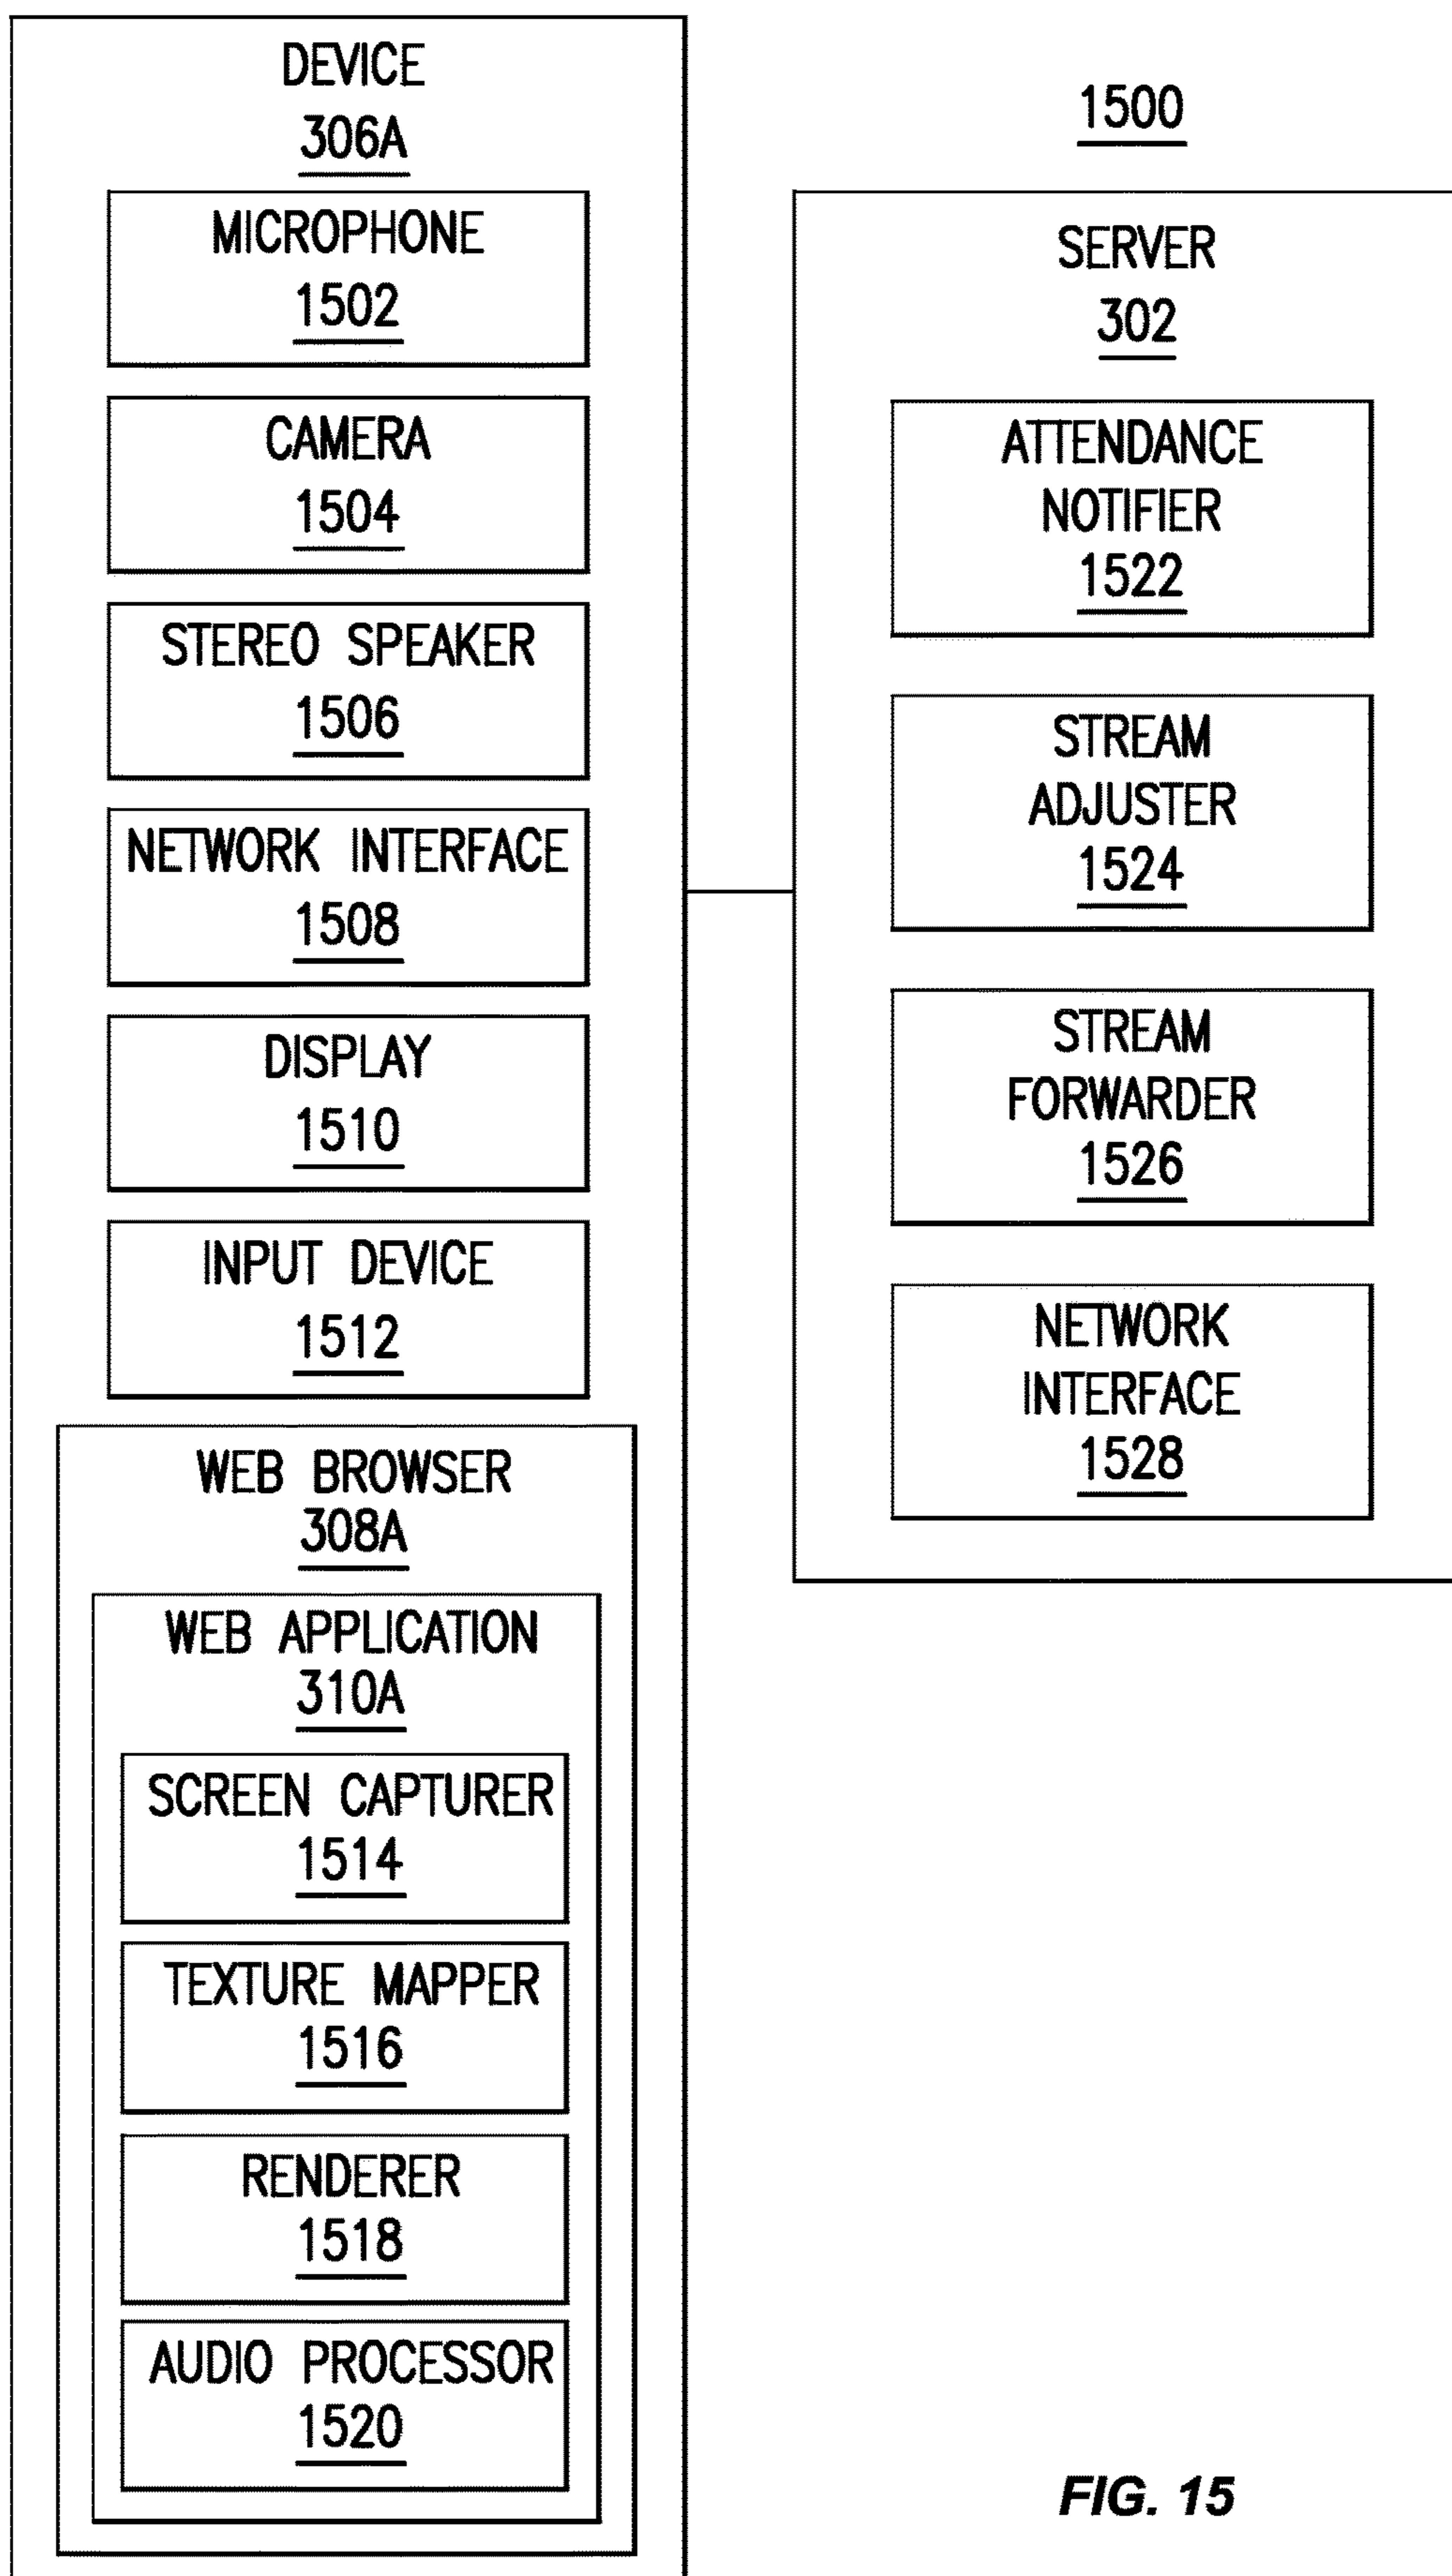 DEVICE
306A
MICROPHONE
1502
CAMERA
1504
STEREO SPEAKER
1506
NETWORK INTERFACE
1508
DISPLAY
1510
INPUT DEVICE
1512
WEB BROWSER
308A
WEB APPLICATION
310A
SCREEN CAPTURER
1514
TEXTURE MAPPER
1516
RENDERER
1518
AUDIO PROCESSOR
1520
1500
SERVER
302
ATTENDANCE
NOTIFIER
1522
STREAM
ADJUSTER
1524
STREAM
FORWARDER
1526
NETWORK
INTERFACE
1528
FIG. 15